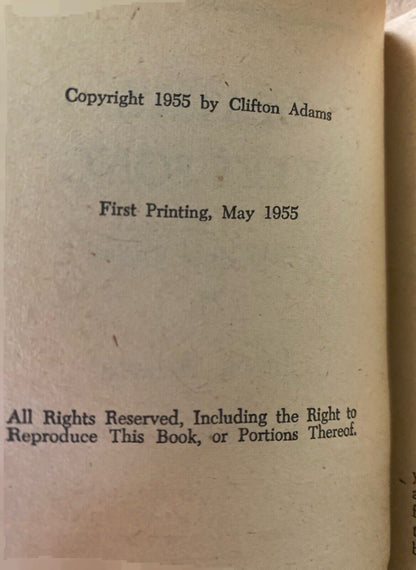 Copyright 1955 by Clifton Adams
First Printing, May 1955
All Rights Reserved, Including the Right to
Reproduce This Book, or Portions Thereof.